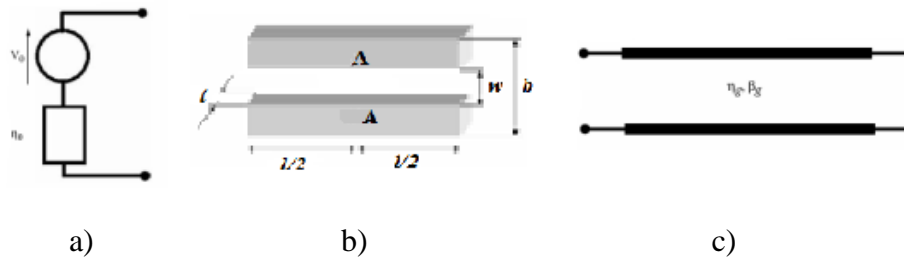 V₀
η₀
A
A
t
w
b
l/2
l/2
η_g, β_g
a)
b)
c)